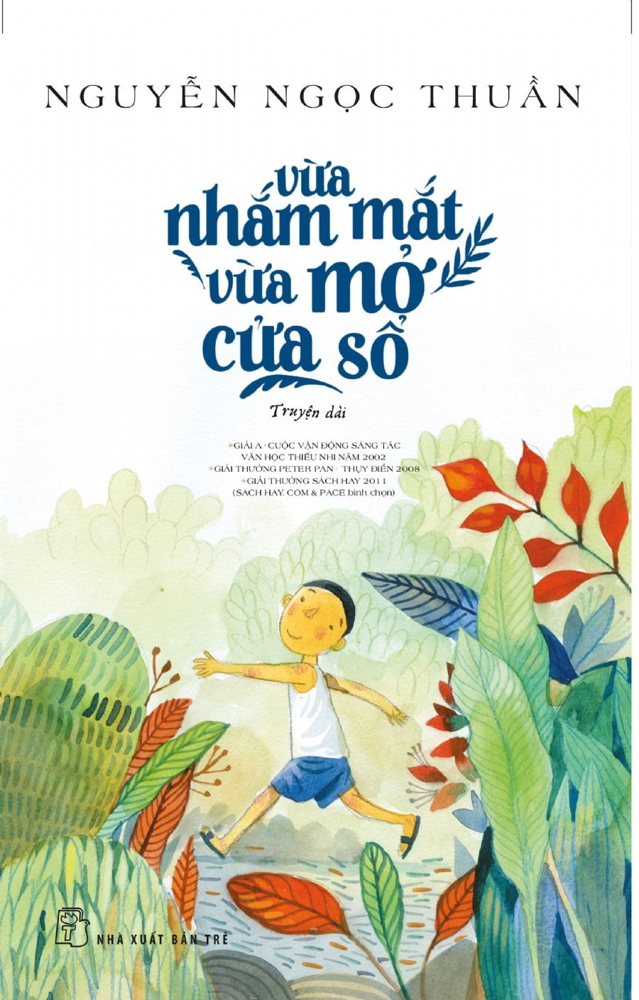 NGUYỄN NGỌC THUẦN
vừa
nhắm mắt
vừa mở
cửa sổ
Truyện dài
*GIẢI A · CUỘC VẬN ĐỘNG SÁNG TÁC
VĂN HỌC THIẾU NHI NĂM 2002
*GIẢI THƯỞNG PETER PAN · THỤY ĐIỂN 2008
*GIẢI THƯỞNG SÁCH HAY 2011
(SACH HAY. COM & PACE bình chọn)
T
NHÀ XUẤT BẢN TRẺ